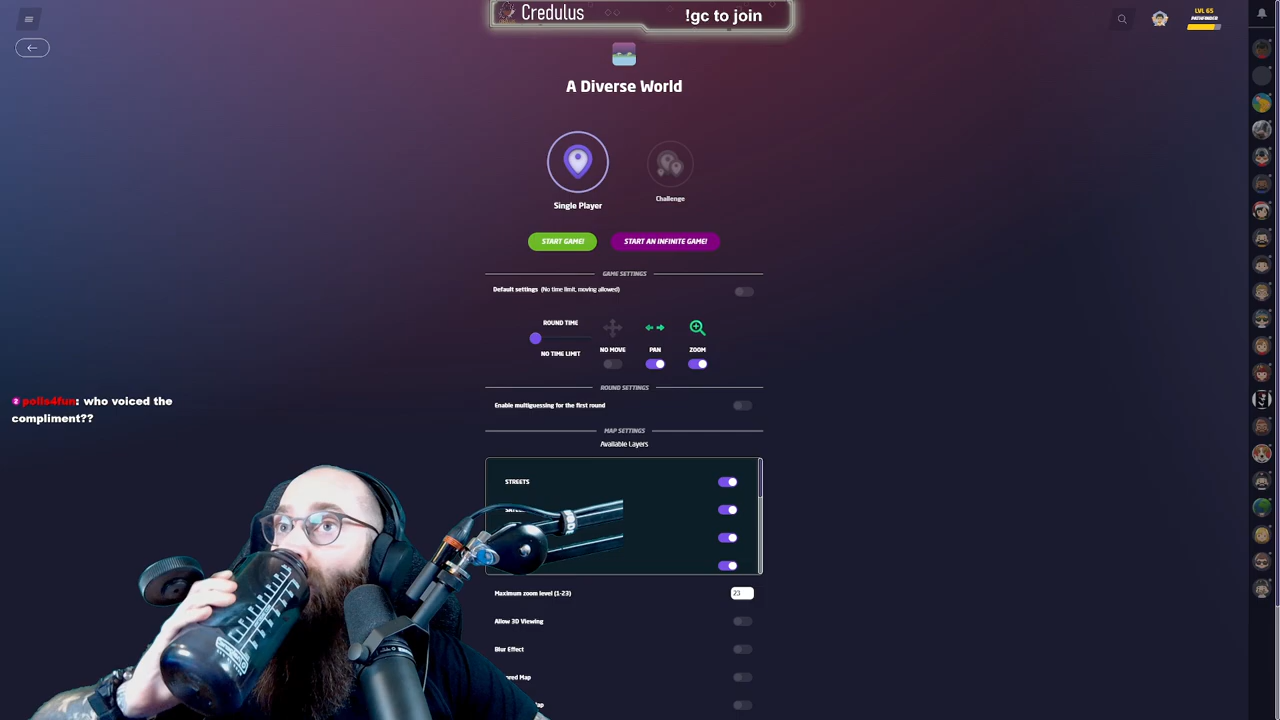 Credulus
!gc to join
LVL 65
PATHFINDER
A Diverse World
Single Player
Challenge
START GAME!
START AN INFINITE GAME!
GAME SETTINGS
Default settings (No time limit, moving allowed)
ROUND TIME
NO TIME LIMIT
NO MOVE
PAN
ZOOM
ROUND SETTINGS
Enable multiguessing for the first round
polis4fun: who voiced the
compliment??
MAP SETTINGS
Available Layers
STREETS
Maximum zoom level (1-23)
23
Allow 3D Viewing
Blur Effect
Map